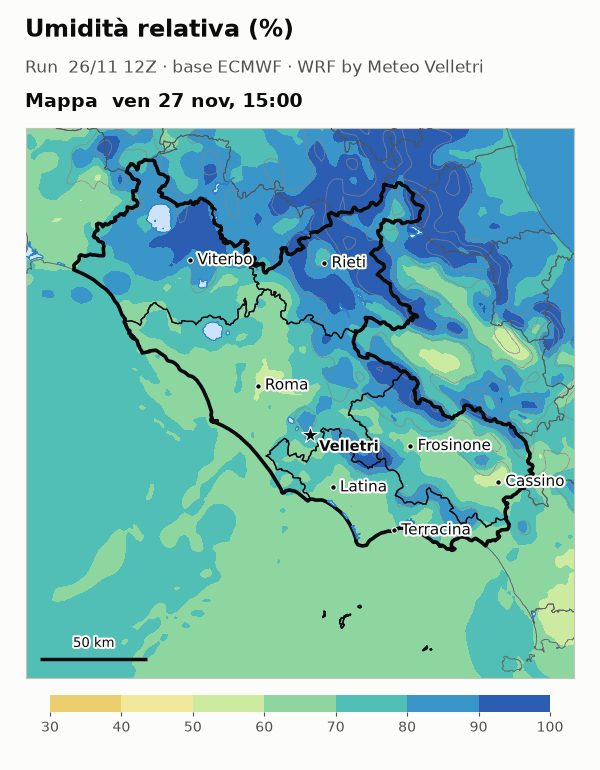 Umidità relativa (%)
Run  26/11 12Z · base ECMWF · WRF by Meteo Velletri
Mappa  ven 27 nov, 15:00
Viterbo
Rieti
Roma
Velletri
Frosinone
Cassino
Latina
Terracina
50 km
30 40 50 60 70 80 90 100